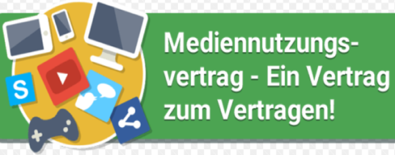 Mediennutzungs-
vertrag - Ein Vertrag
zum Vertragen!
S